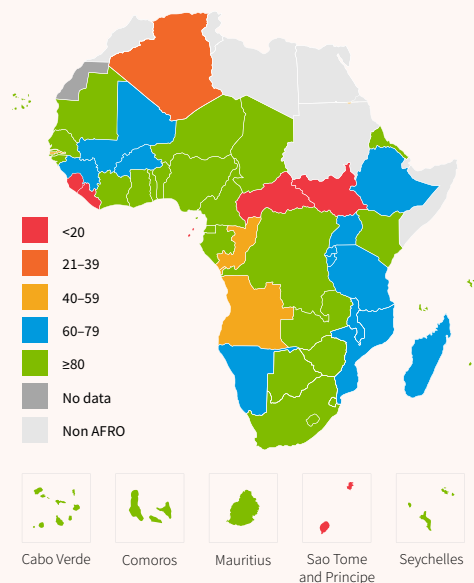 <20
21–39
40–59
60–79
≥80
No data
Non AFRO
Cabo Verde
Comoros
Mauritius
Sao Tome
and Principe
Seychelles